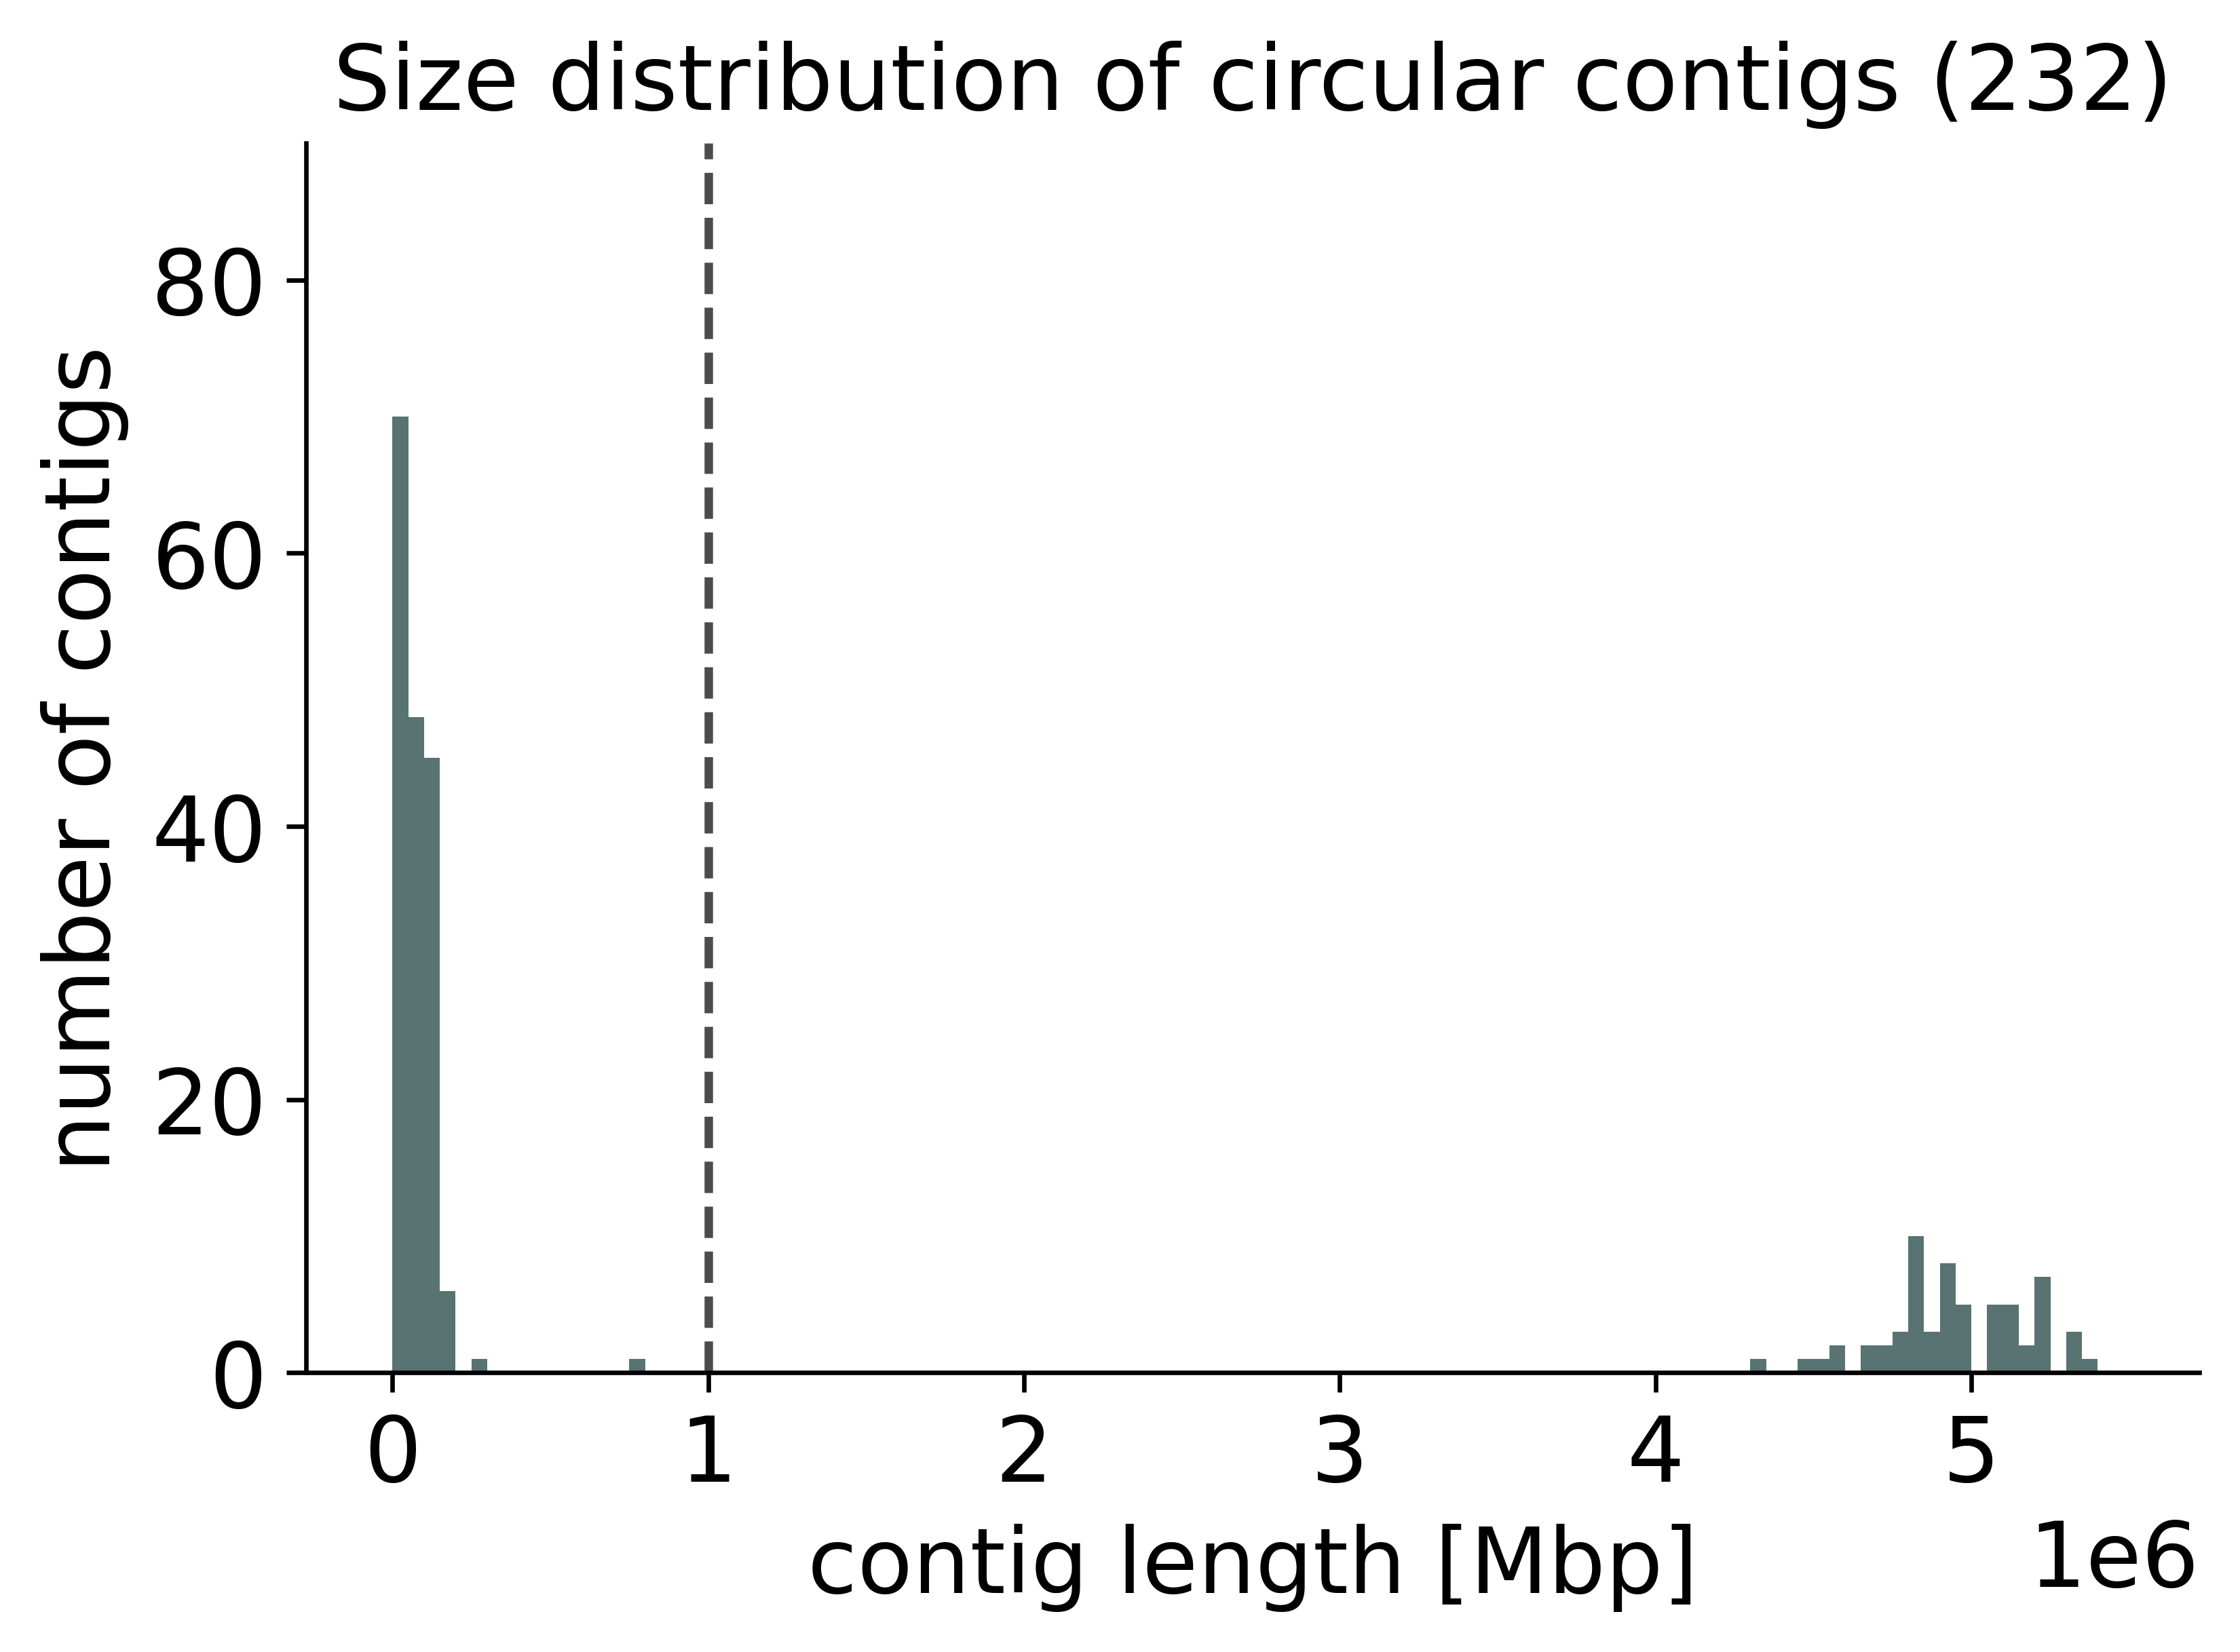 Size distribution of circular contigs (232)
number of contigs
80
60
40
20
0
0 1 2 3 4 5
contig length [Mbp]
1e6